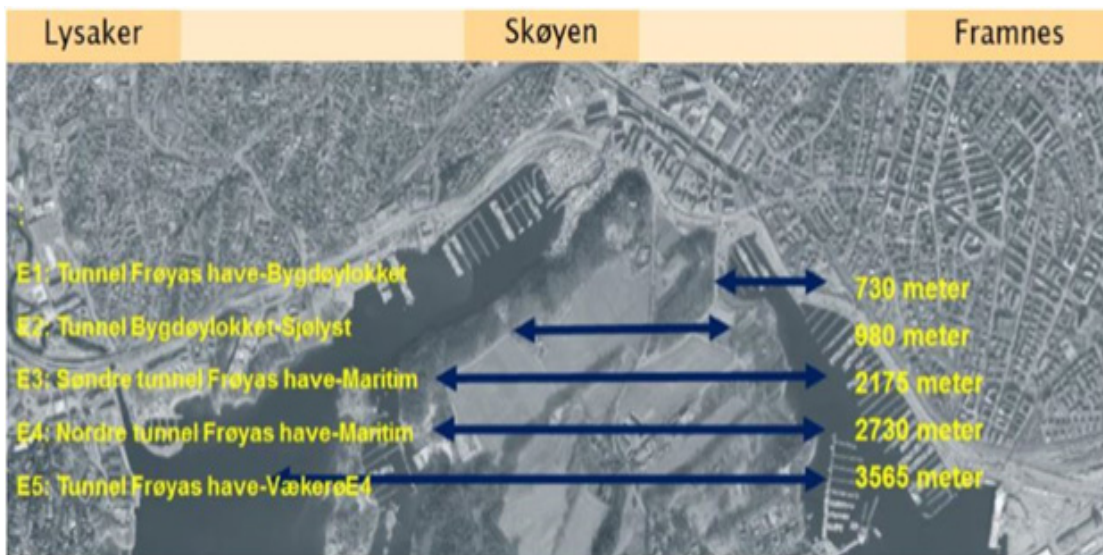 Lysaker Skøyen Framnes
E1: Tunnel Frøyas have-Bygdøylokket 730 meter
E2: Tunnel Bygdøylokket-Sjølyst 980 meter
E3: Søndre tunnel Frøyas have-Maritim 2175 meter
E4: Nordre tunnel Frøyas have-Maritim 2730 meter
E5: Tunnel Frøyas have-VækerøE4 3565 meter